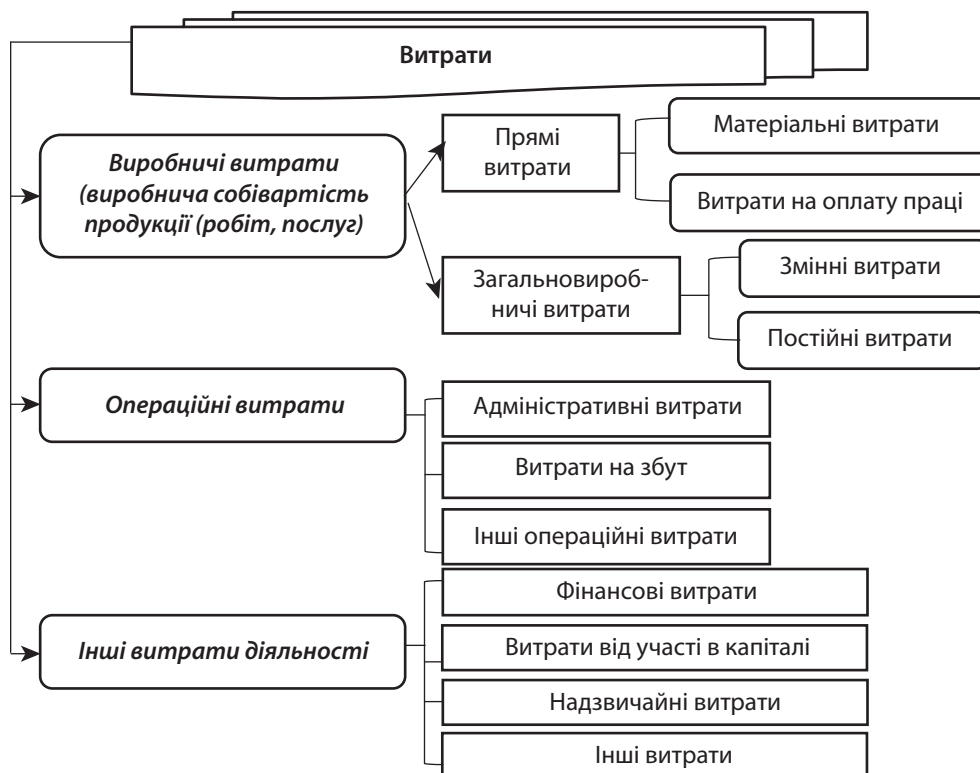 Витрати
Виробничі витрати
(виробнича собівартість
продукції (робіт, послуг)
Прямі
витрати
Матеріальні витрати
Витрати на оплату праці
Загальновироб-
ничі витрати
Змінні витрати
Постійні витрати
Операційні витрати
Адміністративні витрати
Витрати на збут
Інші операційні витрати
Інші витрати діяльності
Фінансові витрати
Витрати від участі в капіталі
Надзвичайні витрати
Інші витрати